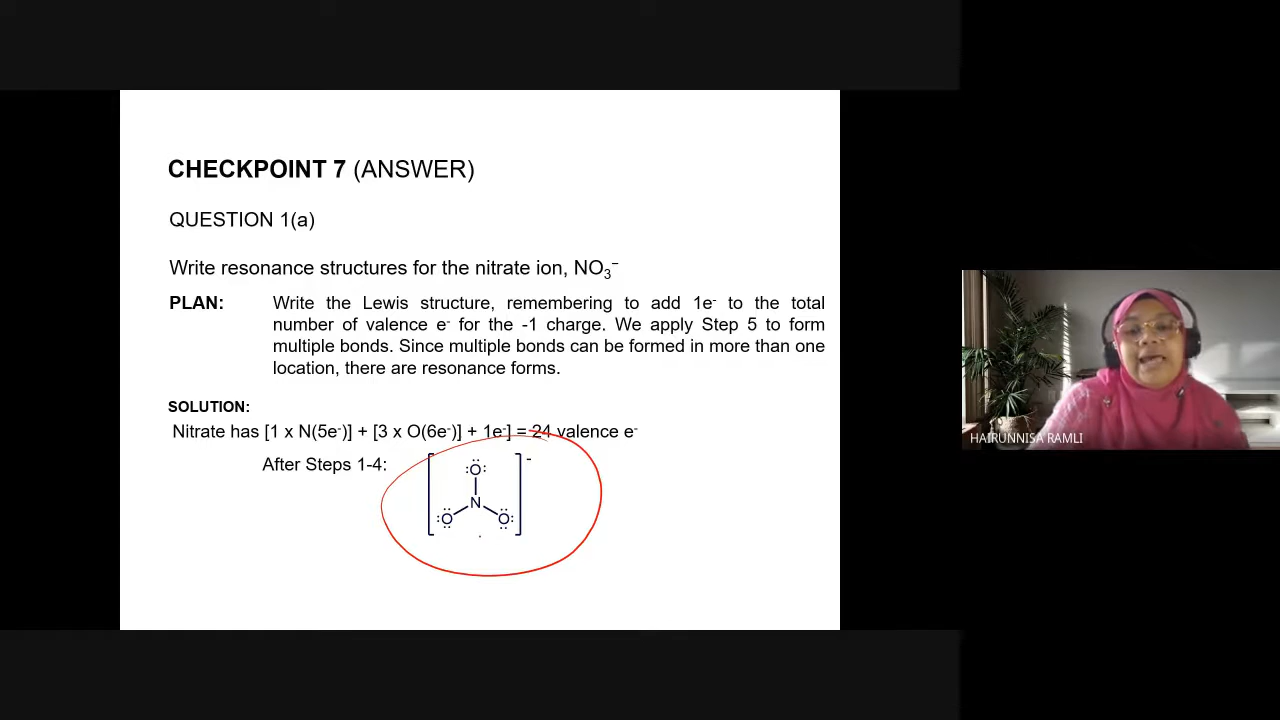 CHECKPOINT 7 (ANSWER)
QUESTION 1(a)
Write resonance structures for the nitrate ion, NO₃⁻
PLAN: Write the Lewis structure, remembering to add 1e⁻ to the total
number of valence e⁻ for the -1 charge. We apply Step 5 to form
multiple bonds. Since multiple bonds can be formed in more than one
location, there are resonance forms.
SOLUTION:
Nitrate has [1 x N(5e⁻)] + [3 x O(6e⁻)] + 1e⁻] = 24 valence e⁻
After Steps 1-4:
O
N
O O
-
HAIRUNNISA RAMLI